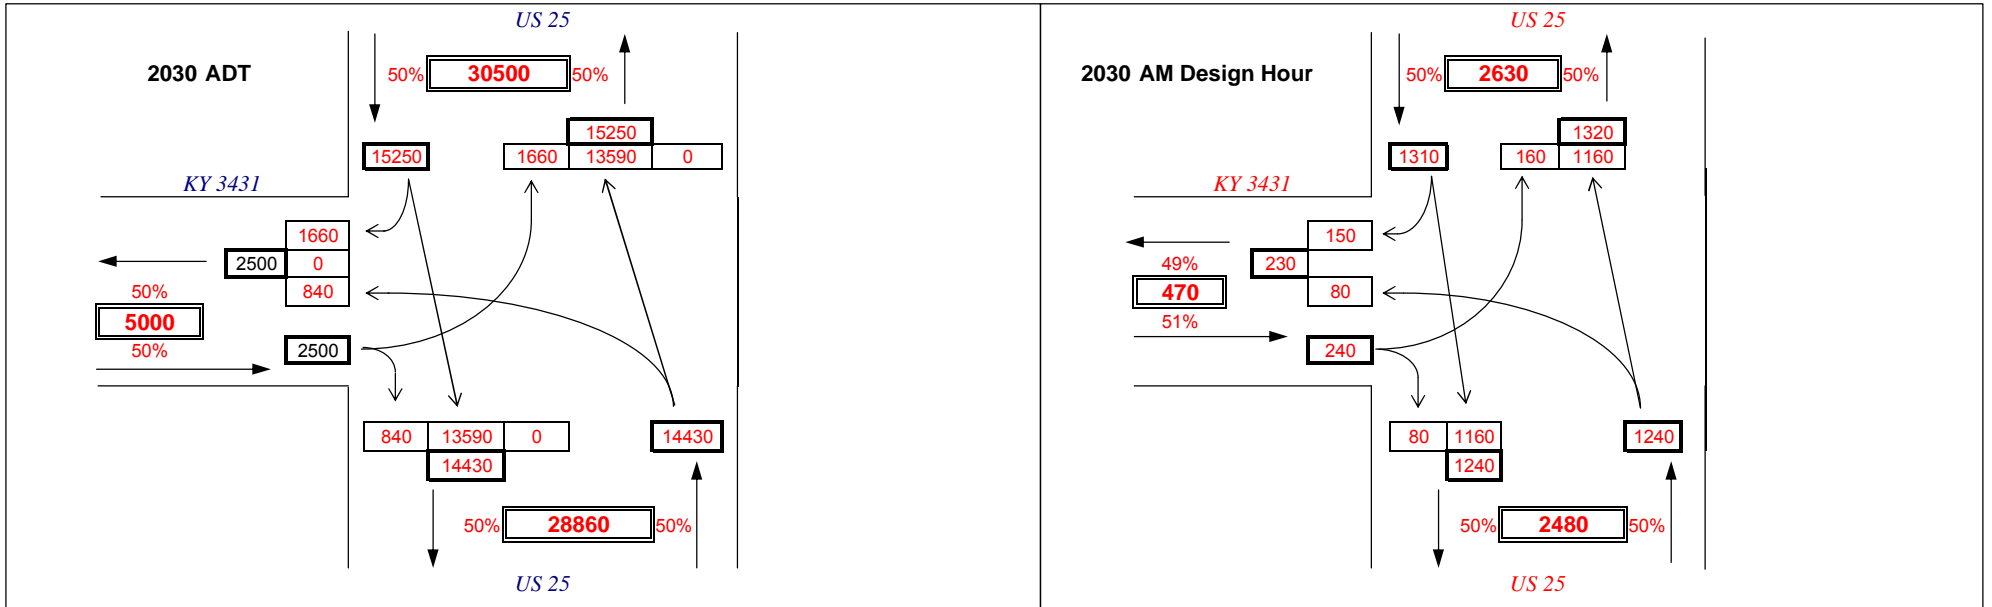 US 25
2030 ADT
50% 30500 50%
15250
15250
1660 13590 0
KY 3431
1660
2500 0
840
50%
5000
50%
2500
840 13590 0
14430
14430
50% 28860 50%
US 25
US 25
2030 AM Design Hour
50% 2630 50%
1320
1310
160 1160
KY 3431
150
230
80
49%
470
51%
240
80 1160
1240
1240
50% 2480 50%
US 25